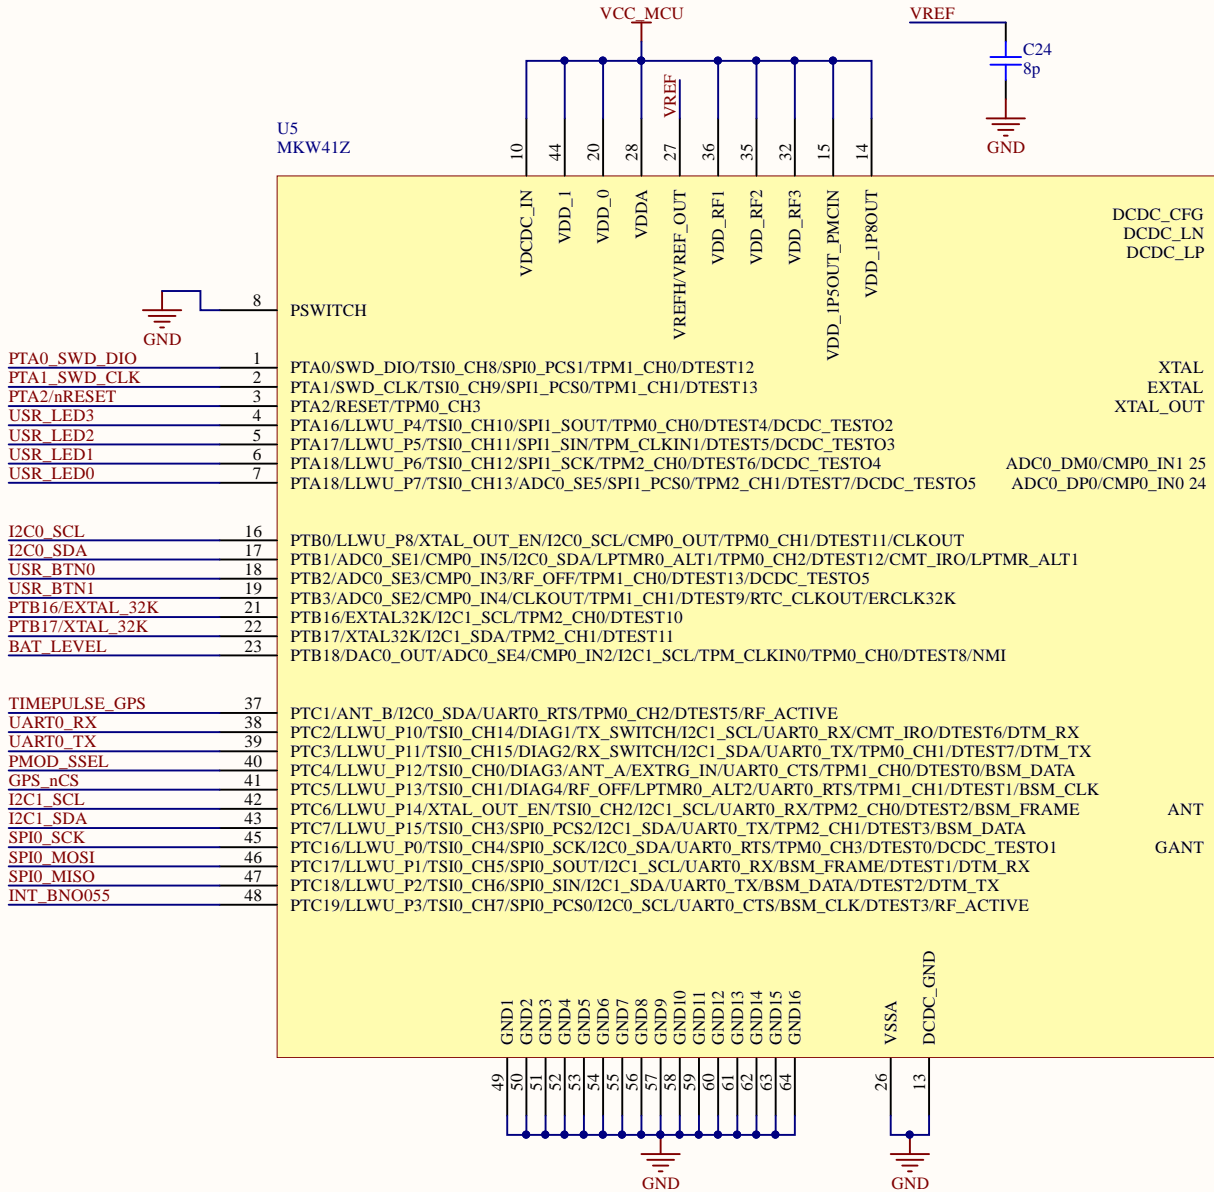 VCC_MCU
VREF
C24
8p
GND
U5
MKW41Z
VREF
10
44
20
28
27
36
35
32
15
14
VDCDC_IN
VDD_1
VDD_0
VDDA
VREFH/VREF_OUT
VDD_RF1
VDD_RF2
VDD_RF3
VDD_1P5OUT_PMCIN
VDD_1P8OUT
DCDC_CFG
DCDC_LN
DCDC_LP
8
PSWITCH
GND
PTA0_SWD_DIO 1 PTA0/SWD_DIO/TSI0_CH8/SPI0_PCS1/TPM1_CH0/DTEST12 XTAL
PTA1_SWD_CLK 2 PTA1/SWD_CLK/TSI0_CH9/SPI1_PCS0/TPM1_CH1/DTEST13 EXTAL
PTA2/nRESET 3 PTA2/RESET/TPM0_CH3 XTAL_OUT
USR_LED3 4 PTA16/LLWU_P4/TSI0_CH10/SPI1_SOUT/TPM0_CH0/DTEST4/DCDC_TESTO2
USR_LED2 5 PTA17/LLWU_P5/TSI0_CH11/SPI1_SIN/TPM_CLKIN1/DTEST5/DCDC_TESTO3
USR_LED1 6 PTA18/LLWU_P6/TSI0_CH12/SPI1_SCK/TPM2_CH0/DTEST6/DCDC_TESTO4 ADC0_DM0/CMP0_IN1 25
USR_LED0 7 PTA18/LLWU_P7/TSI0_CH13/ADC0_SE5/SPI1_PCS0/TPM2_CH1/DTEST7/DCDC_TESTO5 ADC0_DP0/CMP0_IN0 24
I2C0_SCL 16 PTB0/LLWU_P8/XTAL_OUT_EN/I2C0_SCL/CMP0_OUT/TPM0_CH1/DTEST11/CLKOUT
I2C0_SDA 17 PTB1/ADC0_SE1/CMP0_IN5/I2C0_SDA/LPTMR0_ALT1/TPM0_CH2/DTEST12/CMT_IRO/LPTMR_ALT1
USR_BTN0 18 PTB2/ADC0_SE3/CMP0_IN3/RF_OFF/TPM1_CH0/DTEST13/DCDC_TESTO5
USR_BTN1 19 PTB3/ADC0_SE2/CMP0_IN4/CLKOUT/TPM1_CH1/DTEST9/RTC_CLKOUT/ERCLK32K
PTB16/EXTAL_32K 21 PTB16/EXTAL32K/I2C1_SCL/TPM2_CH0/DTEST10
PTB17/XTAL_32K 22 PTB17/XTAL32K/I2C1_SDA/TPM2_CH1/DTEST11
BAT_LEVEL 23 PTB18/DAC0_OUT/ADC0_SE4/CMP0_IN2/I2C1_SCL/TPM_CLKIN0/TPM0_CH0/DTEST8/NMI
TIMEPULSE_GPS 37 PTC1/ANT_B/I2C0_SDA/UART0_RTS/TPM0_CH2/DTEST5/RF_ACTIVE
UART0_RX 38 PTC2/LLWU_P10/TSI0_CH14/DIAG1/TX_SWITCH/I2C1_SCL/UART0_RX/CMT_IRO/DTEST6/DTM_RX
UART0_TX 39 PTC3/LLWU_P11/TSI0_CH15/DIAG2/RX_SWITCH/I2C1_SDA/UART0_TX/TPM0_CH1/DTEST7/DTM_TX
PMOD_SSEL 40 PTC4/LLWU_P12/TSI0_CH0/DIAG3/ANT_A/EXTRG_IN/UART0_CTS/TPM1_CH0/DTEST0/BSM_DATA
GPS_nCS 41 PTC5/LLWU_P13/TSI0_CH1/DIAG4/RF_OFF/LPTMR0_ALT2/UART0_RTS/TPM1_CH1/DTEST1/BSM_CLK
I2C1_SCL 42 PTC6/LLWU_P14/XTAL_OUT_EN/TSI0_CH2/I2C1_SCL/UART0_RX/TPM2_CH0/DTEST2/BSM_FRAME ANT
I2C1_SDA 43 PTC7/LLWU_P15/TSI0_CH3/SPI0_PCS2/I2C1_SDA/UART0_TX/TPM2_CH1/DTEST3/BSM_DATA
SPI0_SCK 45 PTC16/LLWU_P0/TSI0_CH4/SPI0_SCK/I2C0_SDA/UART0_RTS/TPM0_CH3/DTEST0/DCDC_TESTO1 GANT
SPI0_MOSI 46 PTC17/LLWU_P1/TSI0_CH5/SPI0_SOUT/I2C1_SCL/UART0_RX/BSM_FRAME/DTEST1/DTM_RX
SPI0_MISO 47 PTC18/LLWU_P2/TSI0_CH6/SPI0_SIN/I2C1_SDA/UART0_TX/BSM_DATA/DTEST2/DTM_TX
INT_BNO055 48 PTC19/LLWU_P3/TSI0_CH7/SPI0_PCS0/I2C0_SCL/UART0_CTS/BSM_CLK/DTEST3/RF_ACTIVE
GND1
GND2
GND3
GND4
GND5
GND6
GND7
GND8
GND9
GND10
GND11
GND12
GND13
GND14
GND15
GND16
VSSA
DCDC_GND
49
50
51
52
53
54
55
56
57
58
59
60
61
62
63
64
26
13
GND
GND